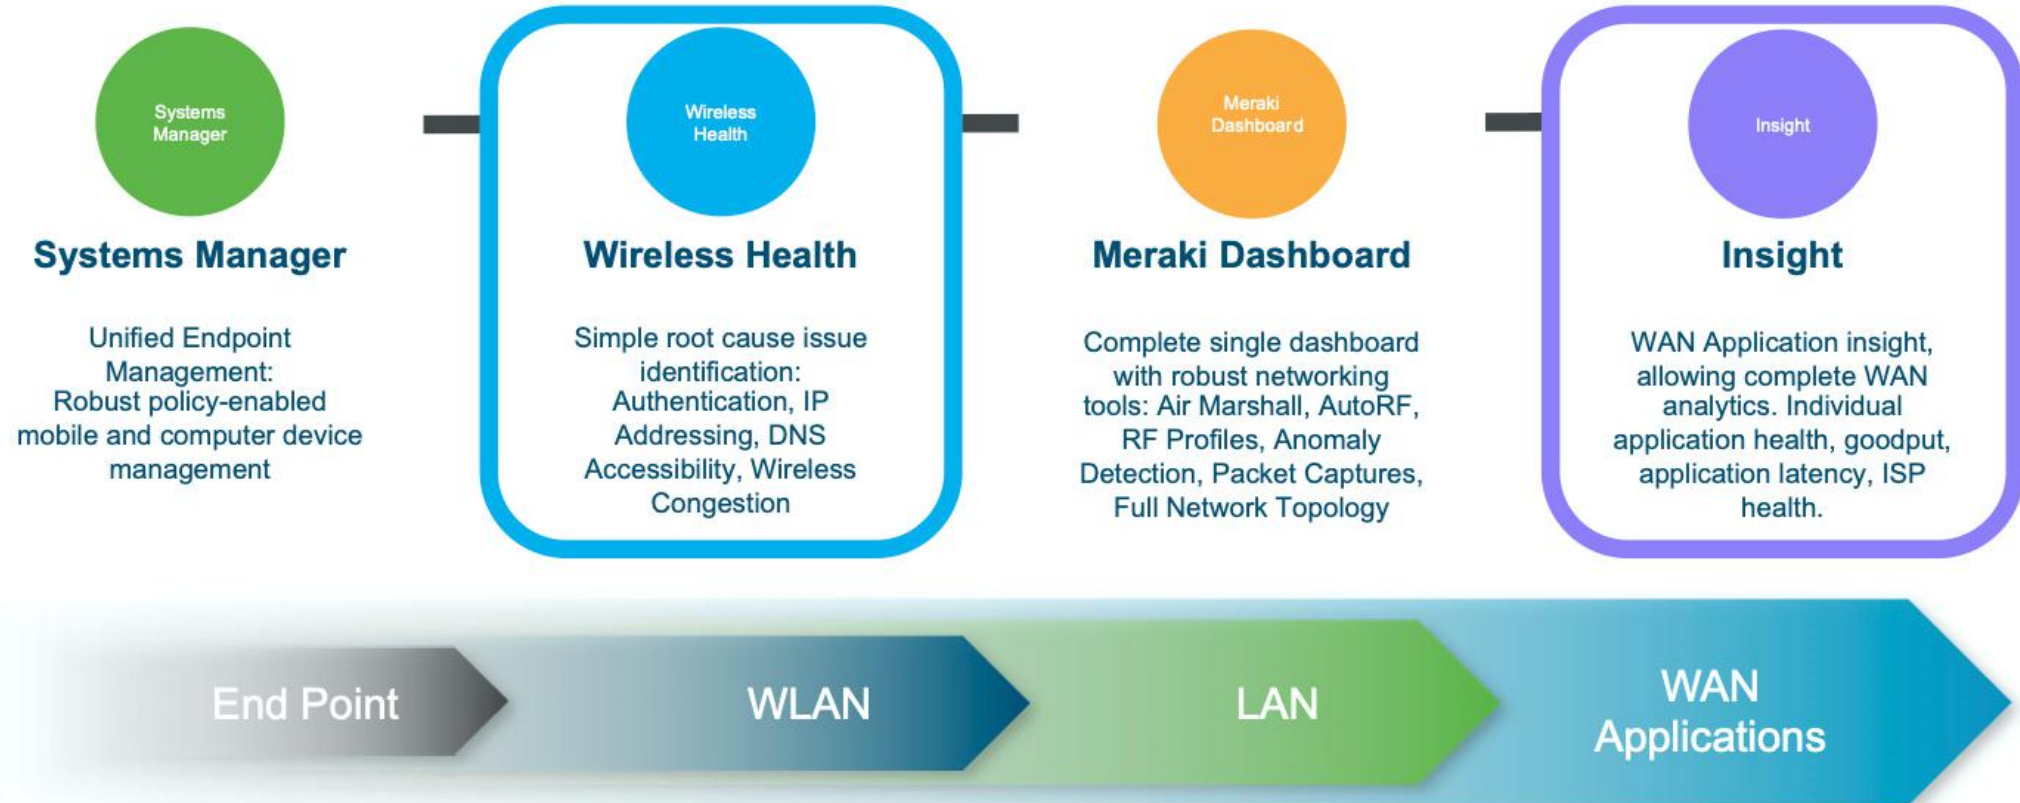 Systems
Manager
Wireless
Health
Meraki
Dashboard
Insight
Systems Manager
Unified Endpoint
Management:
Robust policy-enabled
mobile and computer device
management
Wireless Health
Simple root cause issue
identification:
Authentication, IP
Addressing, DNS
Accessibility, Wireless
Congestion
Meraki Dashboard
Complete single dashboard
with robust networking
tools: Air Marshall, AutoRF,
RF Profiles, Anomaly
Detection, Packet Captures,
Full Network Topology
Insight
WAN Application insight,
allowing complete WAN
analytics. Individual
application health, goodput,
application latency, ISP
health.
End Point
WLAN
LAN
WAN
Applications